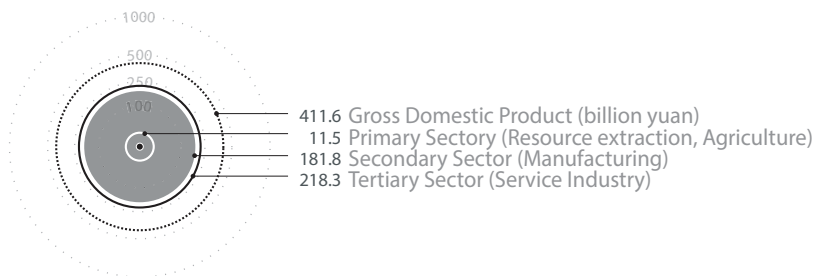 1000
500
250
100
411.6 Gross Domestic Product (billion yuan)
11.5 Primary Sectory (Resource extraction, Agriculture)
181.8 Secondary Sector (Manufacturing)
218.3 Tertiary Sector (Service Industry)